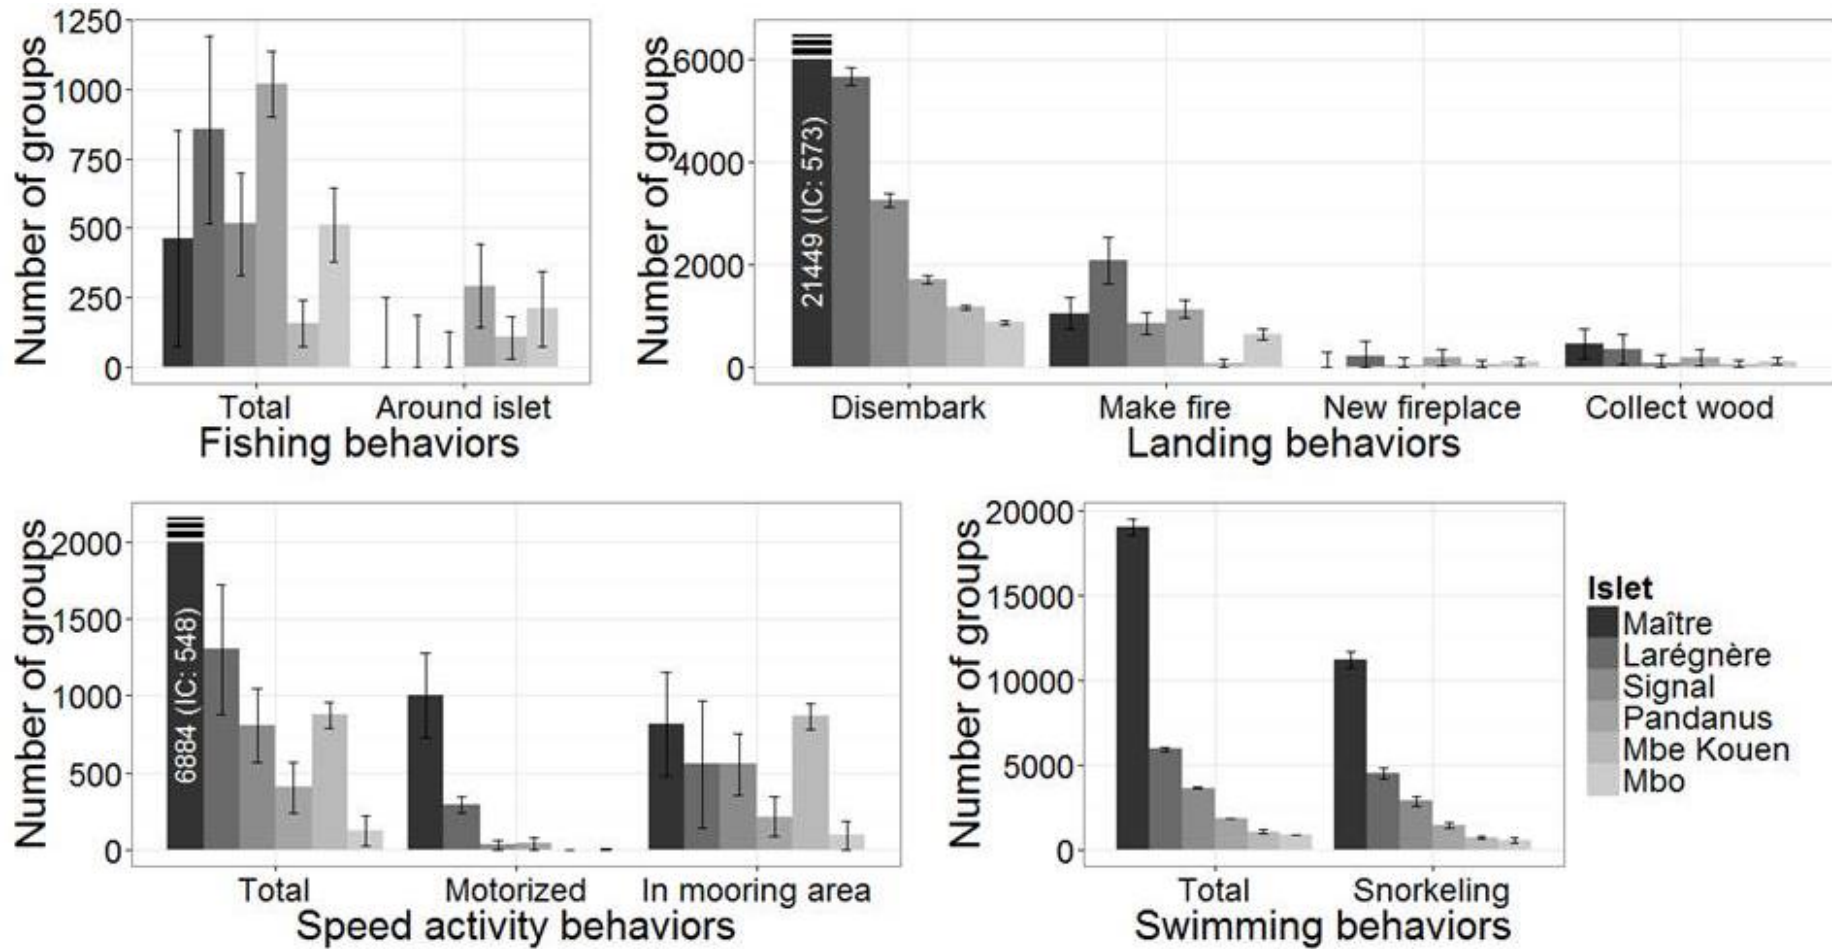 Number of groups
1250
1000
750
500
250
0
Total Around islet
Fishing behaviors
Number of groups
6000
4000
2000
0
21449 (IC: 573)
Disembark Make fire New fireplace Collect wood
Landing behaviors
Number of groups
2000
1500
1000
500
0
6884 (IC: 548)
Total Motorized In mooring area
Speed activity behaviors
Number of groups
20000
15000
10000
5000
0
Total Snorkeling
Swimming behaviors
Islet
Maître
Larégnère
Signal
Pandanus
Mbe Kouen
Mbo